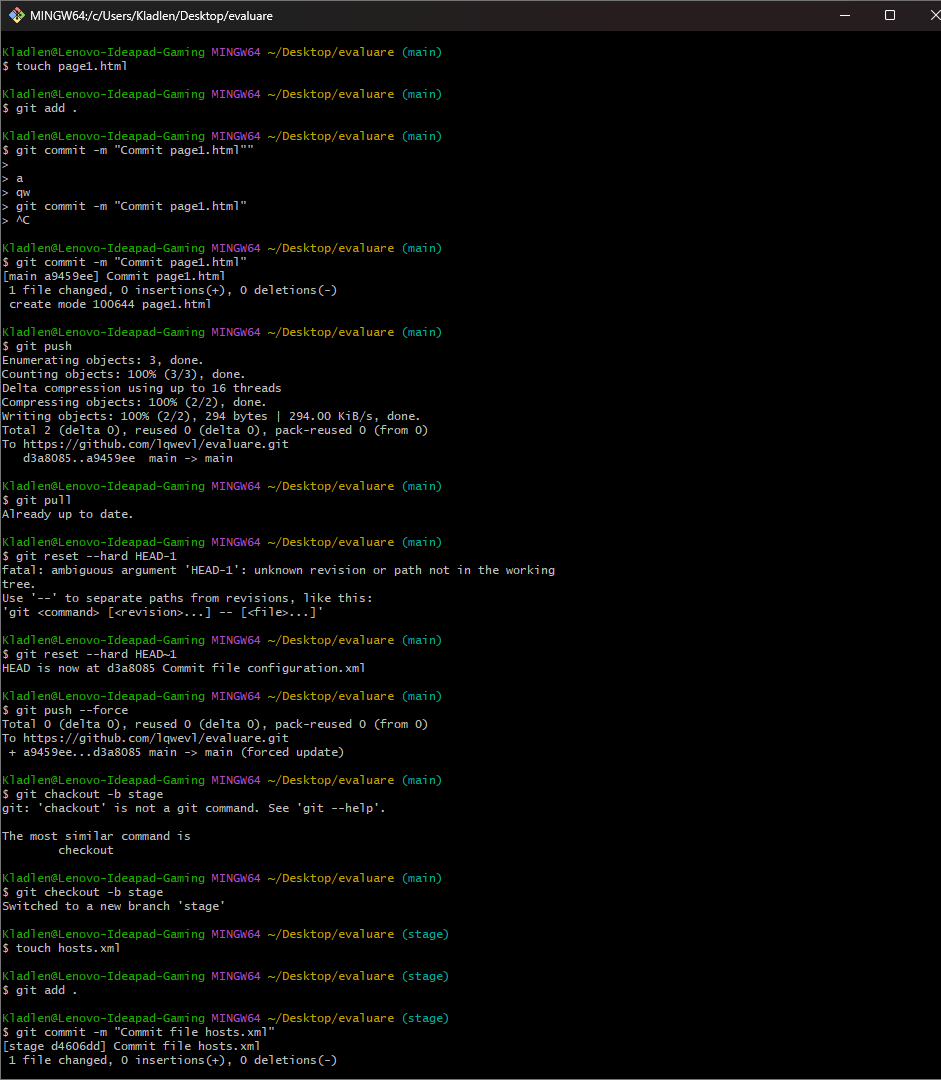 MINGW64:/c/Users/Kladlen/Desktop/evaluare
Kladlen@Lenovo-Ideapad-Gaming MINGW64 ~/Desktop/evaluare (main)
$ touch page1.html
Kladlen@Lenovo-Ideapad-Gaming MINGW64 ~/Desktop/evaluare (main)
$ git add .
Kladlen@Lenovo-Ideapad-Gaming MINGW64 ~/Desktop/evaluare (main)
$ git commit -m "Commit page1.html""
>
> a
> qw
> git commit -m "Commit page1.html"
> ^C
Kladlen@Lenovo-Ideapad-Gaming MINGW64 ~/Desktop/evaluare (main)
$ git commit -m "Commit page1.html"
[main a9459ee] Commit page1.html
 1 file changed, 0 insertions(+), 0 deletions(-)
 create mode 100644 page1.html
Kladlen@Lenovo-Ideapad-Gaming MINGW64 ~/Desktop/evaluare (main)
$ git push
Enumerating objects: 3, done.
Counting objects: 100% (3/3), done.
Delta compression using up to 16 threads
Compressing objects: 100% (2/2), done.
Writing objects: 100% (2/2), 294 bytes | 294.00 KiB/s, done.
Total 2 (delta 0), reused 0 (delta 0), pack-reused 0 (from 0)
To https://github.com/lqwevl/evaluare.git
   d3a8085..a9459ee  main -> main
Kladlen@Lenovo-Ideapad-Gaming MINGW64 ~/Desktop/evaluare (main)
$ git pull
Already up to date.
Kladlen@Lenovo-Ideapad-Gaming MINGW64 ~/Desktop/evaluare (main)
$ git reset --hard HEAD-1
fatal: ambiguous argument 'HEAD-1': unknown revision or path not in the working
tree.
Use '--' to separate paths from revisions, like this:
'git <command> [<revision>...] -- [<file>...]'
Kladlen@Lenovo-Ideapad-Gaming MINGW64 ~/Desktop/evaluare (main)
$ git reset --hard HEAD~1
HEAD is now at d3a8085 Commit file configuration.xml
Kladlen@Lenovo-Ideapad-Gaming MINGW64 ~/Desktop/evaluare (main)
$ git push --force
Total 0 (delta 0), reused 0 (delta 0), pack-reused 0 (from 0)
To https://github.com/lqwevl/evaluare.git
 + a9459ee...d3a8085 main -> main (forced update)
Kladlen@Lenovo-Ideapad-Gaming MINGW64 ~/Desktop/evaluare (main)
$ git chackout -b stage
git: 'chackout' is not a git command. See 'git --help'.
The most similar command is
        checkout
Kladlen@Lenovo-Ideapad-Gaming MINGW64 ~/Desktop/evaluare (main)
$ git checkout -b stage
Switched to a new branch 'stage'
Kladlen@Lenovo-Ideapad-Gaming MINGW64 ~/Desktop/evaluare (stage)
$ touch hosts.xml
Kladlen@Lenovo-Ideapad-Gaming MINGW64 ~/Desktop/evaluare (stage)
$ git add .
Kladlen@Lenovo-Ideapad-Gaming MINGW64 ~/Desktop/evaluare (stage)
$ git commit -m "Commit file hosts.xml"
[stage d4606dd] Commit file hosts.xml
 1 file changed, 0 insertions(+), 0 deletions(-)